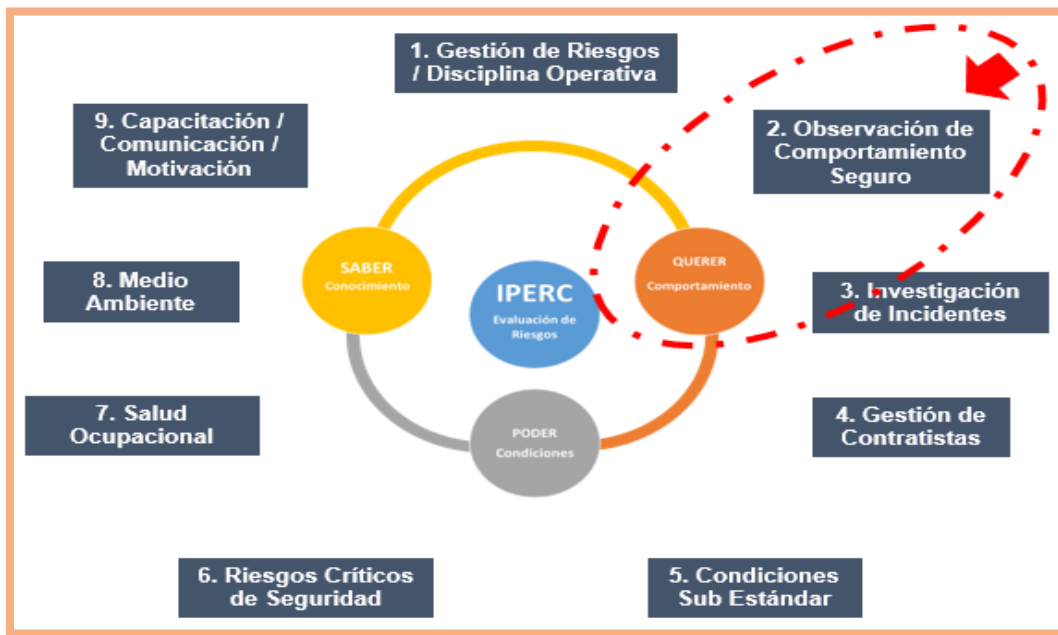 1. Gestión de Riesgos
/ Disciplina Operativa
2. Observación de
Comportamiento
Seguro
3. Investigación
de Incidentes
4. Gestión de
Contratistas
5. Condiciones
Sub Estándar
6. Riesgos Críticos
de Seguridad
7. Salud
Ocupacional
8. Medio
Ambiente
9. Capacitación /
Comunicación /
Motivación
SABER
Conocimiento
IPERC
Evaluación de
Riesgos
QUERER
Comportamiento
PODER
Condiciones